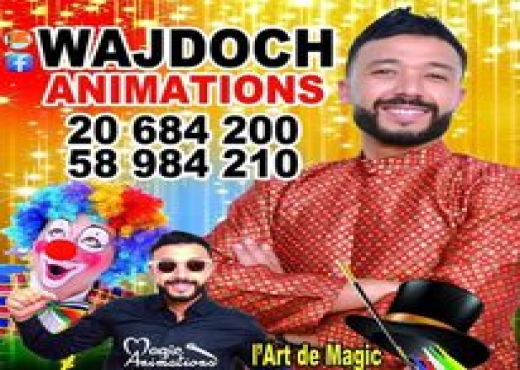 WAJDOCH
ANIMATIONS
20 684 200
58 984 210
Magic
Animations
l'Art de Magic